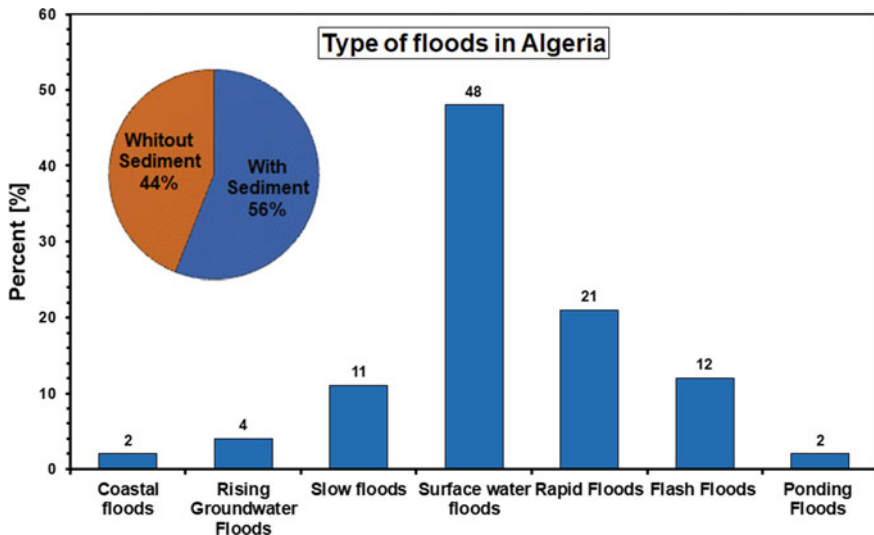 Type of floods in Algeria
Percent [%]
60
50
40
30
20
10
0
Whitout
Sediment
44%
With
Sediment
56%
2
4
11
48
21
12
2
Coastal
floods
Rising
Groundwater
Floods
Slow floods
Surface water
floods
Rapid Floods
Flash Floods
Ponding
Floods